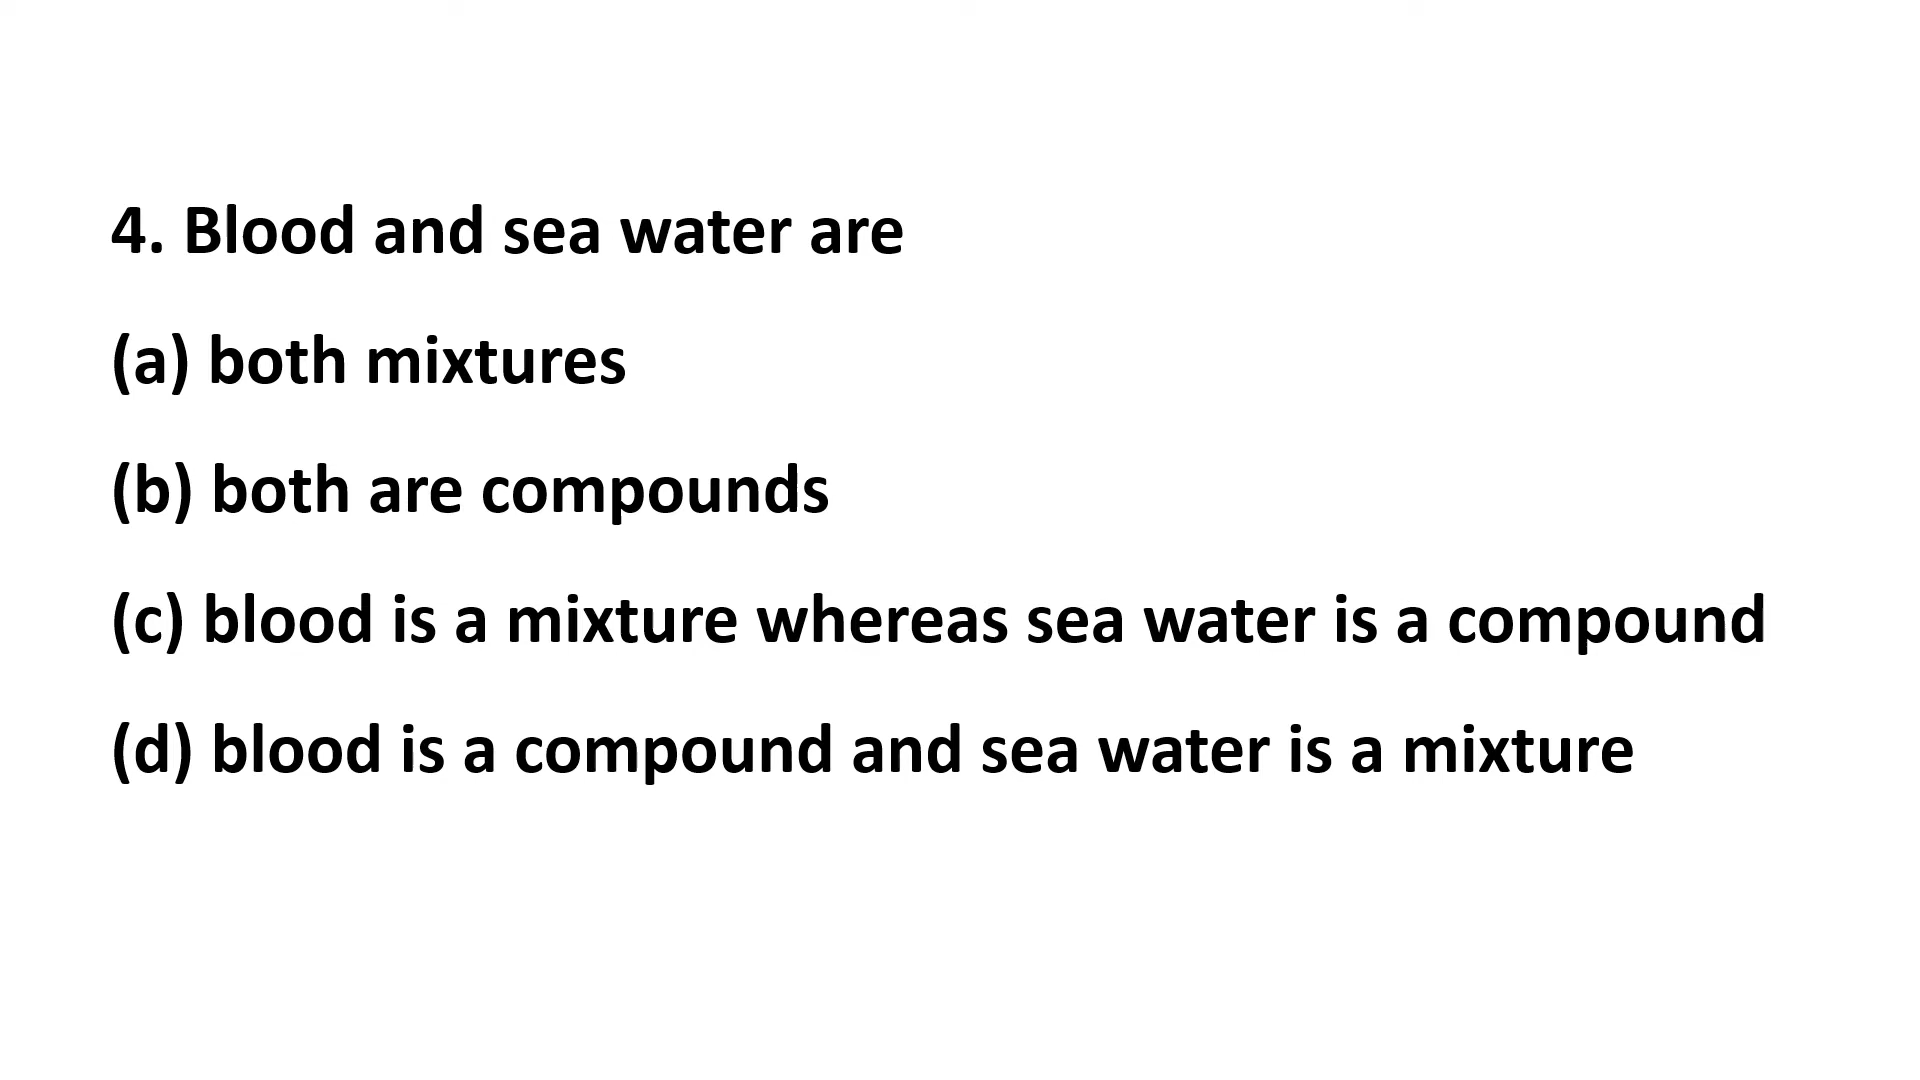 4. Blood and sea water are
(a) both mixtures
(b) both are compounds
(c) blood is a mixture whereas sea water is a compound
(d) blood is a compound and sea water is a mixture